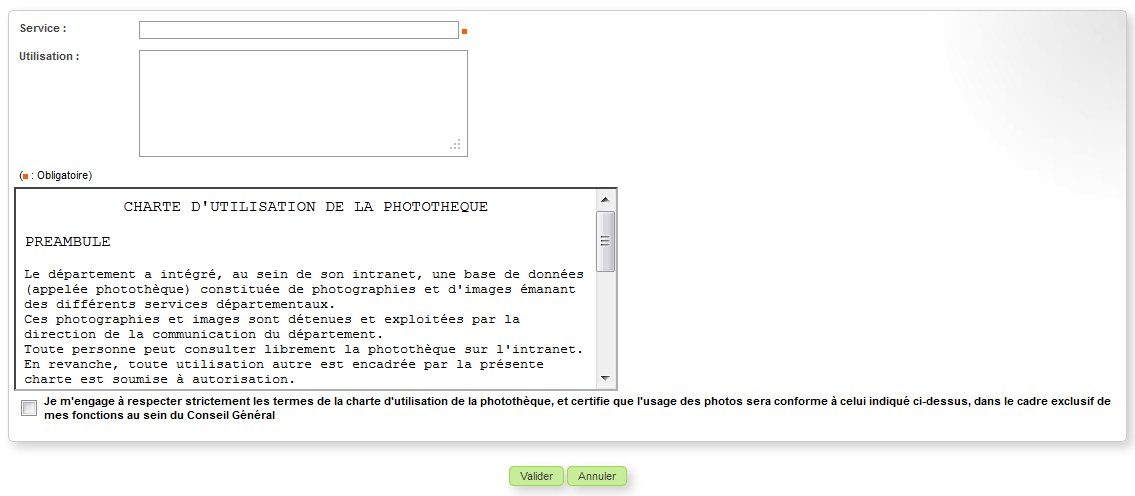 Service :
Utilisation :
( : Obligatoire)
CHARTE D'UTILISATION DE LA PHOTOTHEQUE
PREAMBULE
Le département a intégré, au sein de son intranet, une base de données
(appelée photothèque) constituée de photographies et d'images émanant
des différents services départementaux.
Ces photographies et images sont détenues et exploitées par la
direction de la communication du département.
Toute personne peut consulter librement la photothèque sur l'intranet.
En revanche, toute utilisation autre est encadrée par la présente
charte est soumise à autorisation.
Je m'engage à respecter strictement les termes de la charte d'utilisation de la photothèque, et certifie que l'usage des photos sera conforme à celui indiqué ci-dessus, dans le cadre exclusif de
mes fonctions au sein du Conseil Général
Valider Annuler